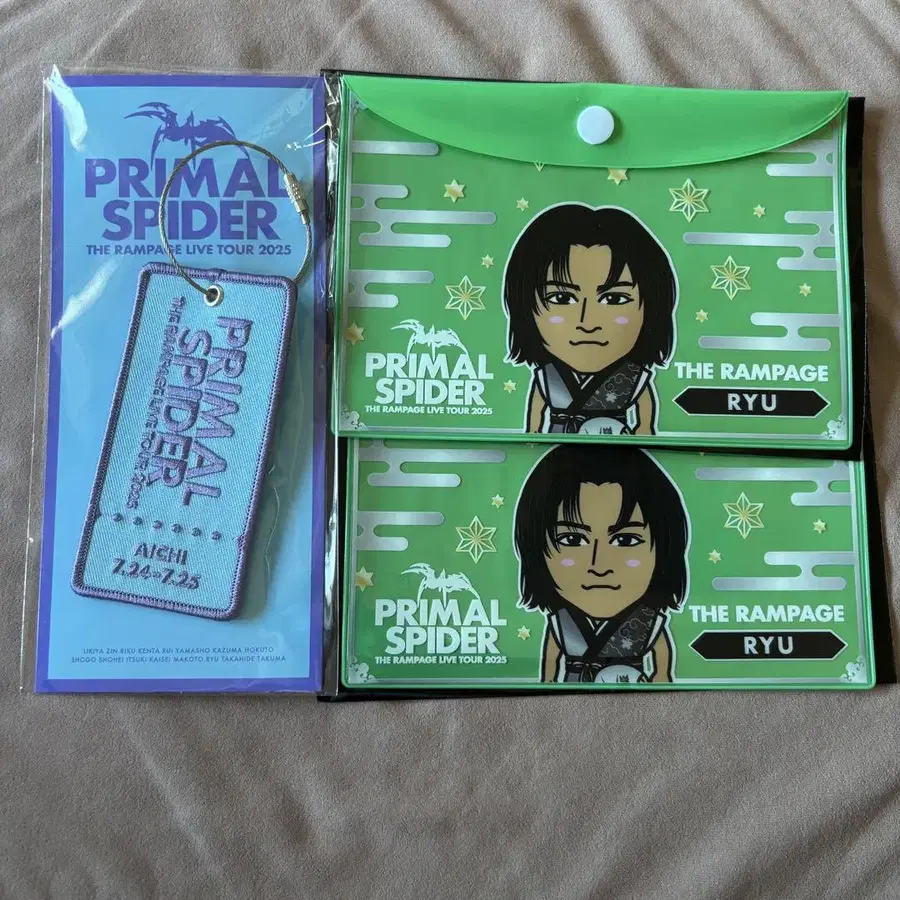 PRIMAL
SPIDER
THE RAMPAGE LIVE TOUR 2025
PRIMAL
SPIDER
THE RAMPAGE LIVE TOUR 2025
AICHI
7.24-7.25
LIKIYA ZIN RIKU KENTA RUI YAMASHO KAZUMA HOKUTO
SHOGO SHOHEI ITSUKI KAISEI MAKOTO RYU TAKAHIDE TAKUMA
PRIMAL
SPIDER
THE RAMPAGE LIVE TOUR 2025
THE RAMPAGE
RYU
PRIMAL
SPIDER
THE RAMPAGE LIVE TOUR 2025
THE RAMPAGE
RYU